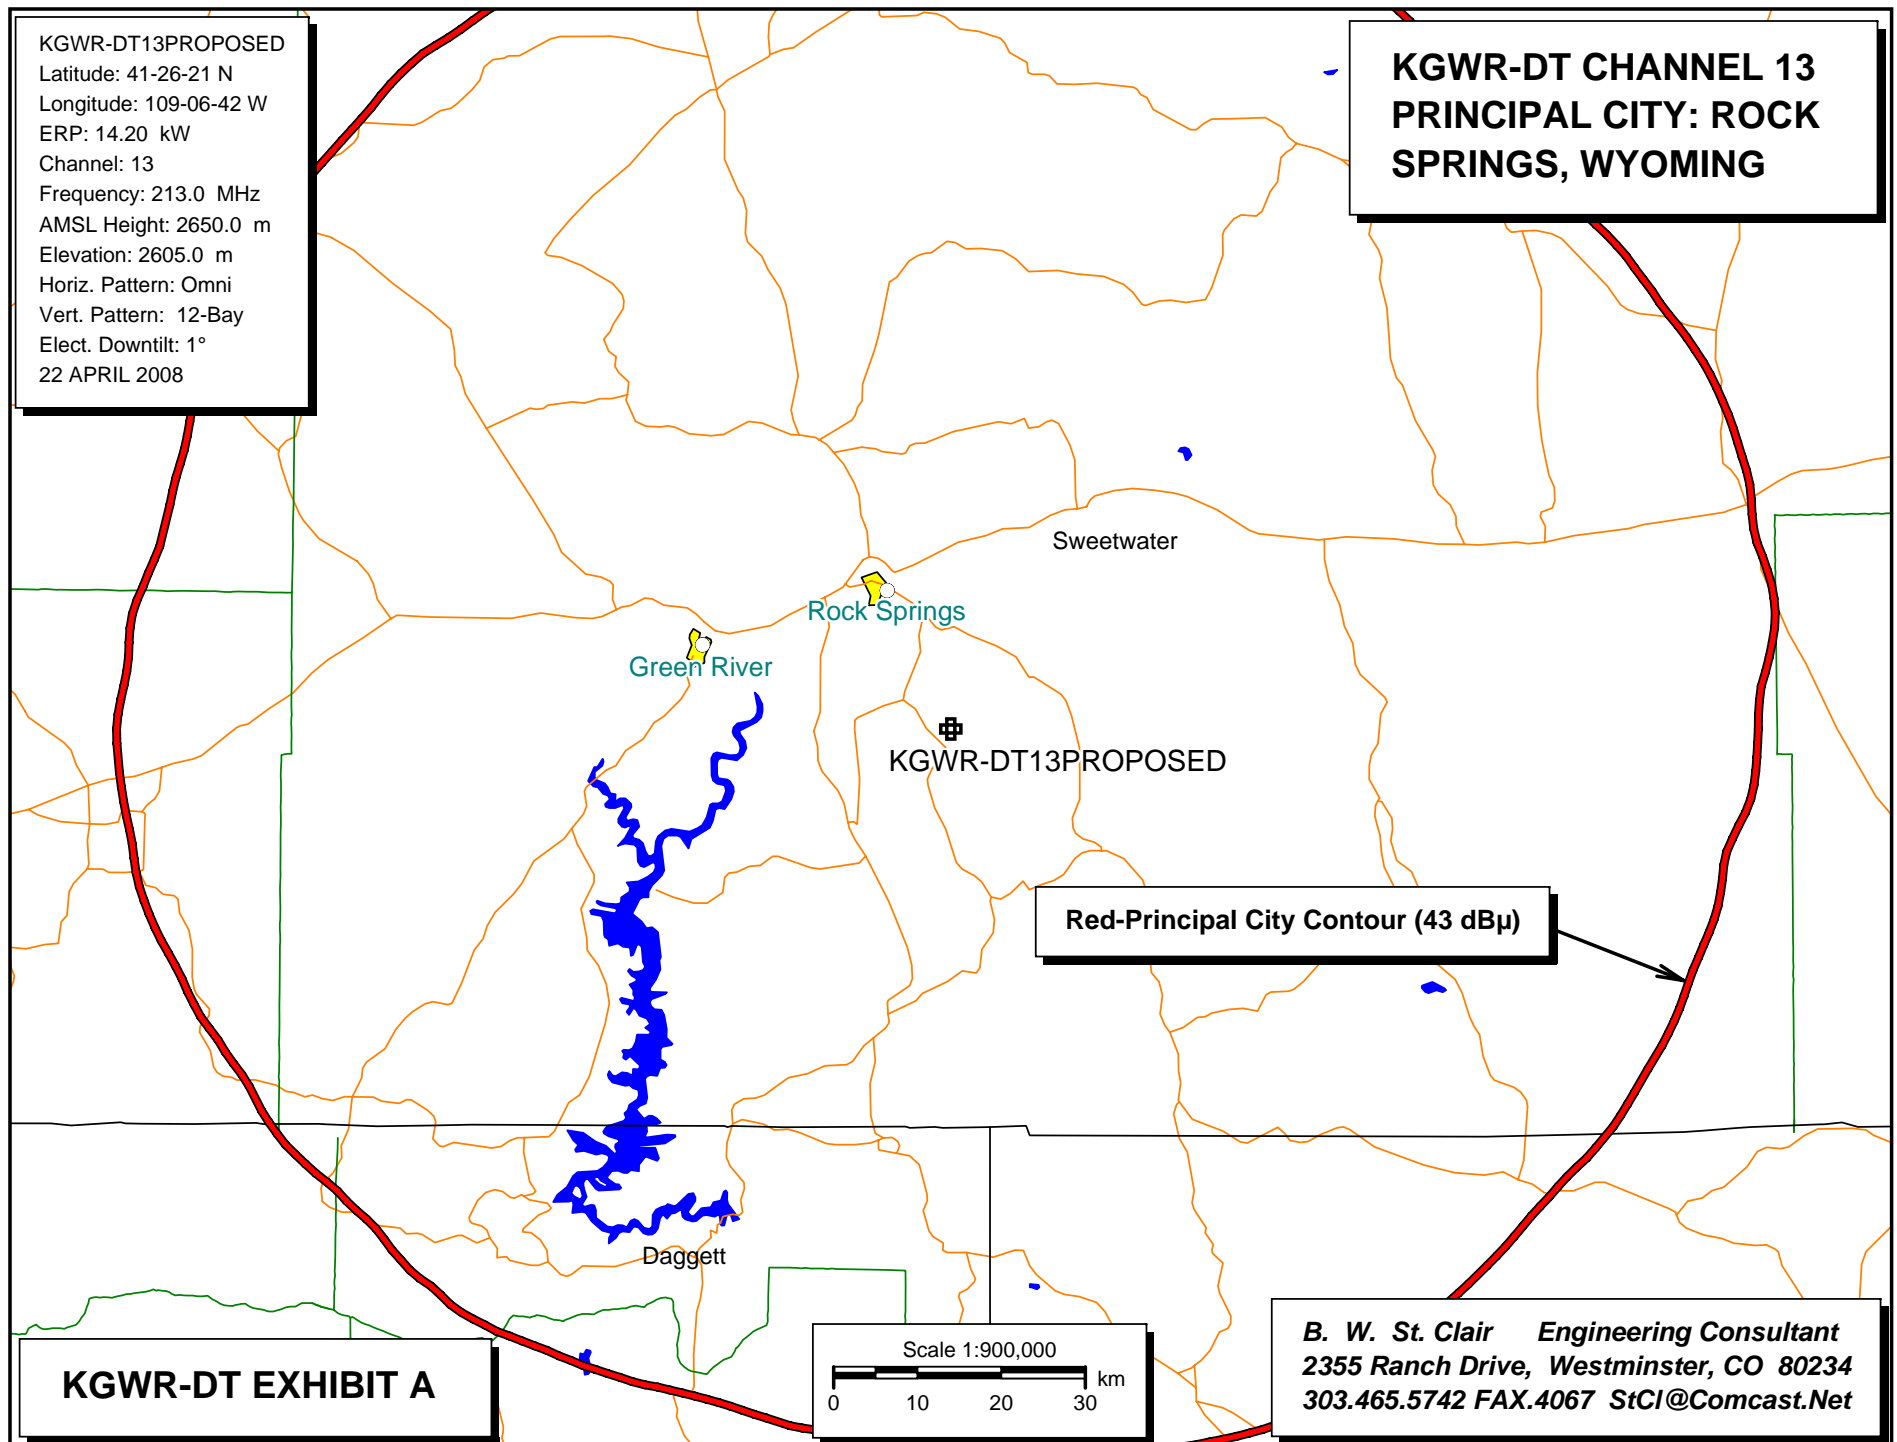 KGWR-DT13PROPOSED
Latitude: 41-26-21 N
Longitude: 109-06-42 W
ERP: 14.20 kW
Channel: 13
Frequency: 213.0 MHz
AMSL Height: 2650.0 m
Elevation: 2605.0 m
Horiz. Pattern: Omni
Vert. Pattern: 12-Bay
Elect. Downtilt: 1°
22 APRIL 2008
KGWR-DT CHANNEL 13
PRINCIPAL CITY: ROCK
SPRINGS, WYOMING
Sweetwater
Rock Springs
Green River
KGWR-DT13PROPOSED
Red-Principal City Contour (43 dBµ)
Daggett
KGWR-DT EXHIBIT A
Scale 1:900,000
km
0 10 20 30
B. W. St. Clair Engineering Consultant
2355 Ranch Drive, Westminster, CO 80234
303.465.5742 FAX.4067 StCl@Comcast.Net